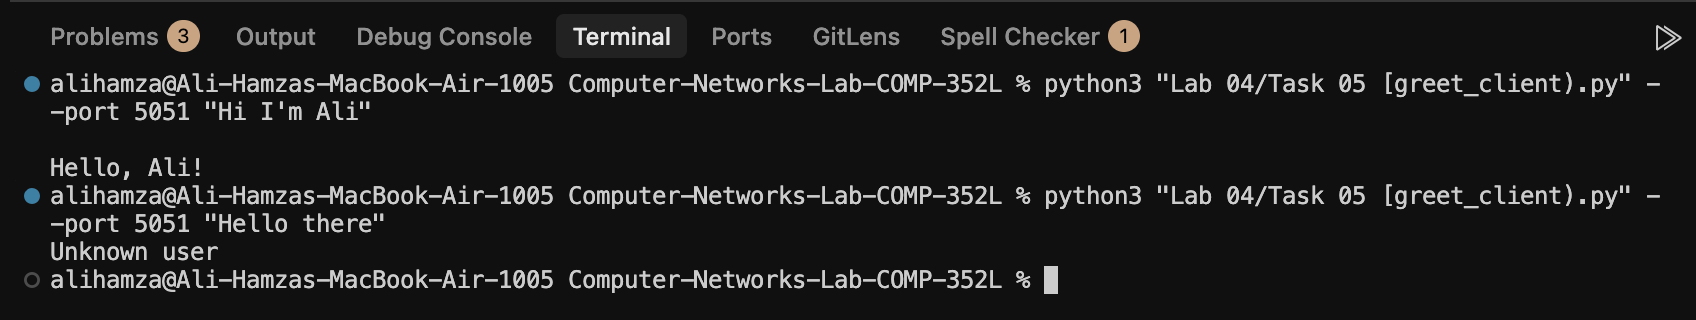 Problems 3 Output Debug Console Terminal Ports GitLens Spell Checker 1
alihamza@Ali-Hamzas-MacBook-Air-1005 Computer-Networks-Lab-COMP-352L % python3 "Lab 04/Task 05 [greet_client).py" -
-port 5051 "Hi I'm Ali"
Hello, Ali!
alihamza@Ali-Hamzas-MacBook-Air-1005 Computer-Networks-Lab-COMP-352L % python3 "Lab 04/Task 05 [greet_client).py" -
-port 5051 "Hello there"
Unknown user
alihamza@Ali-Hamzas-MacBook-Air-1005 Computer-Networks-Lab-COMP-352L %